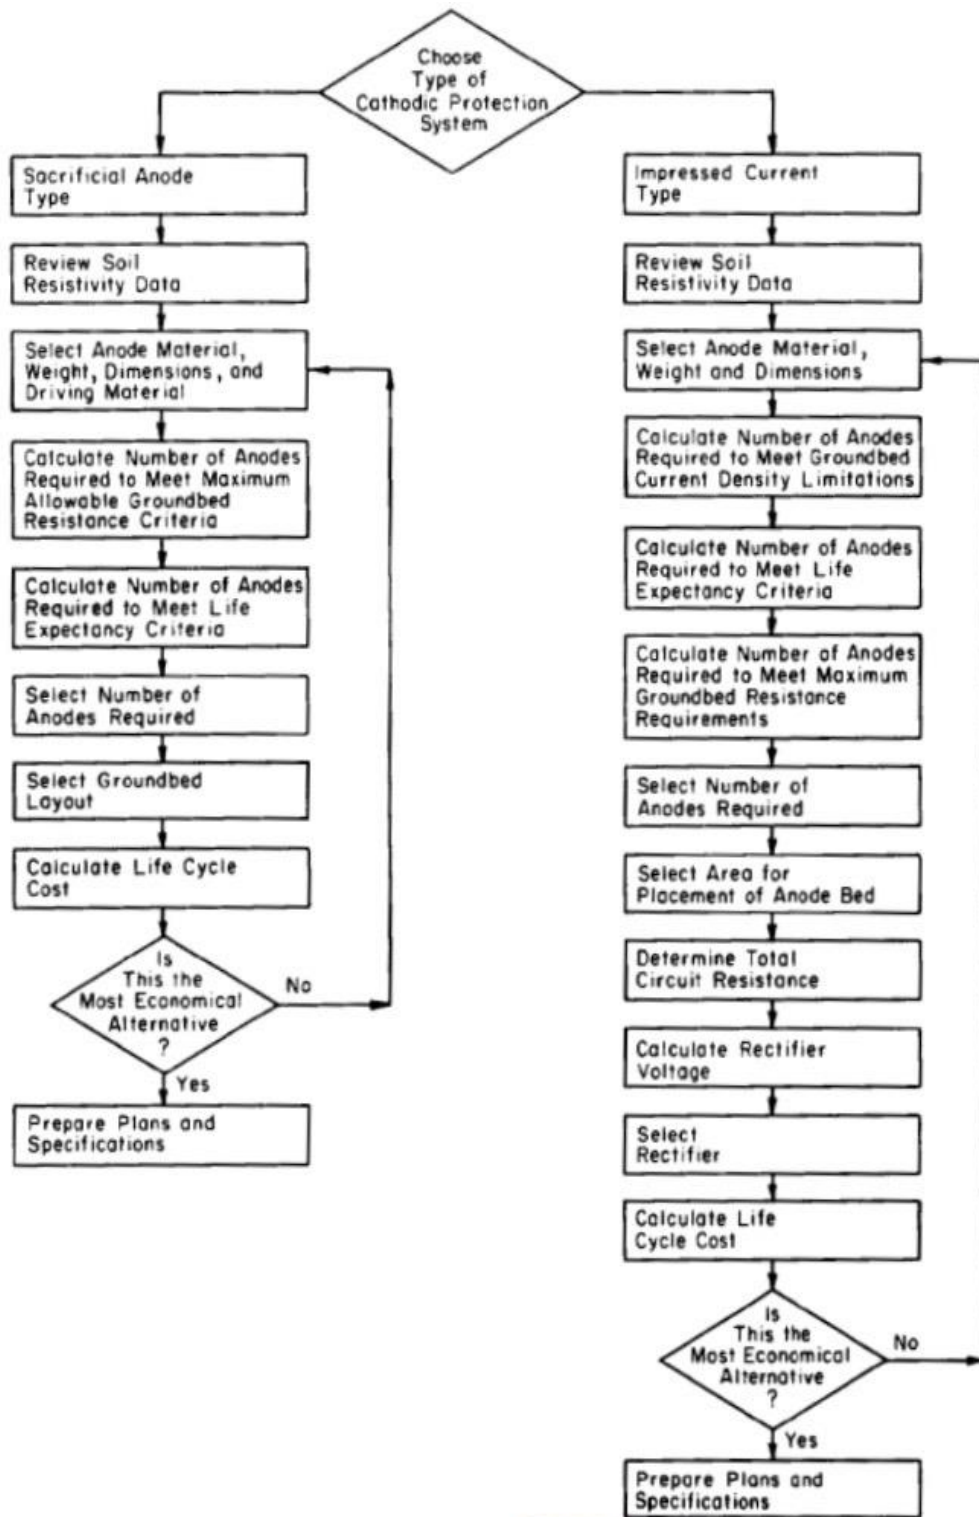 Choose
Type of
Cathodic Protection
System
Sacrificial Anode
Type
Review Soil
Resistivity Data
Select Anode Material,
Weight, Dimensions, and
Driving Material
Calculate Number of Anodes
Required to Meet Maximum
Allowable Groundbed
Resistance Criteria
Calculate Number of Anodes
Required to Meet Life
Expectancy Criteria
Select Number of
Anodes Required
Select Groundbed
Layout
Calculate Life Cycle
Cost
Is
This the
Most Economical
Alternative
?
No
Yes
Prepare Plans and
Specifications
Impressed Current
Type
Review Soil
Resistivity Data
Select Anode Material,
Weight and Dimensions
Calculate Number of Anodes
Required to Meet Groundbed
Current Density Limitations
Calculate Number of Anodes
Required to Meet Life
Expectancy Criteria
Calculate Number of Anodes
Required to Meet Maximum
Groundbed Resistance
Requirements
Select Number of
Anodes Required
Select Area for
Placement of Anode Bed
Determine Total
Circuit Resistance
Calculate Rectifier
Voltage
Select
Rectifier
Calculate Life
Cycle Cost
Is
This the
Most Economical
Alternative
?
No
Yes
Prepare Plans and
Specifications